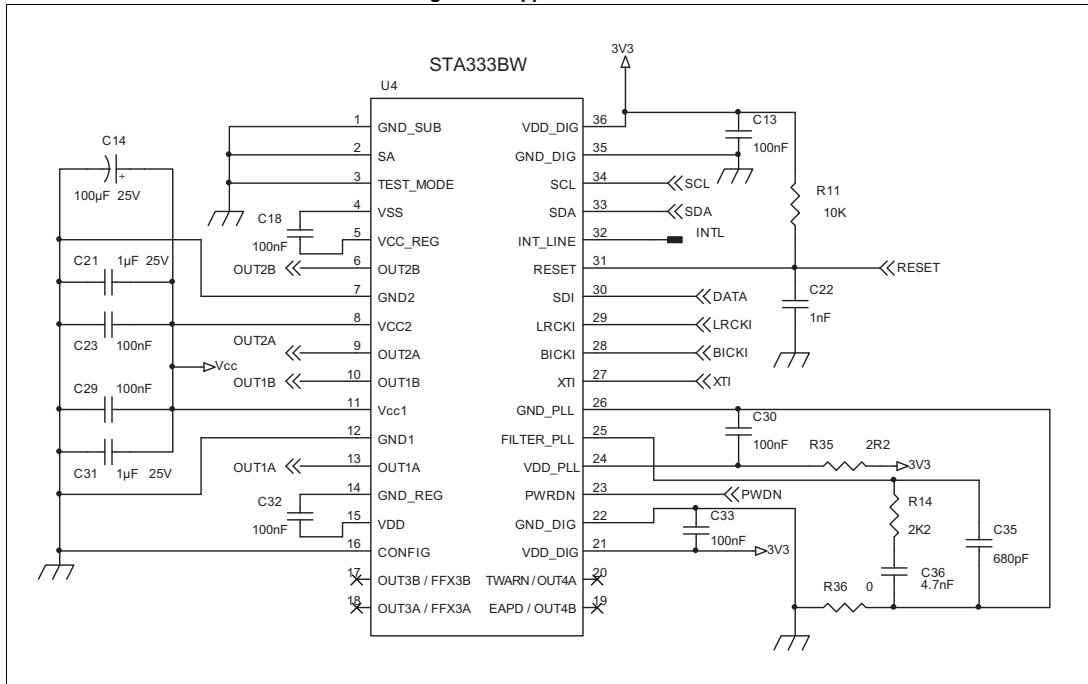 STA333BW
U4
3V3
1 GND_SUB VDD_DIG 36
2 SA GND_DIG 35
3 TEST_MODE SCL 34 SCL
4 VSS SDA 33 SDA
5 VCC_REG INT_LINE 32 INTL
OUT2B 6 OUT2B RESET 31 RESET
7 GND2 SDI 30 DATA
8 VCC2 LRCKI 29 LRCKI
OUT2A 9 OUT2A BICKI 28 BICKI
OUT1B 10 OUT1B XTI 27 XTI
11 Vcc1 GND_PLL 26
12 GND1 FILTER_PLL 25
OUT1A 13 OUT1A VDD_PLL 24
14 GND_REG PWRDN 23 PWDN
15 VDD GND_DIG 22
16 CONFIG VDD_DIG 21 3V3
17 OUT3B / FFX3B TWARN / OUT4A 20
18 OUT3A / FFX3A EAPD / OUT4B 19
C14
100µF 25V
C18
100nF
C21 1µF 25V
C23 100nF
Vcc
C29 100nF
C31 1µF 25V
C32
100nF
C13
100nF
R11
10K
C22
1nF
C30
100nF
R35 2R2
3V3
R14
2K2
C33
100nF
C35
680pF
C36
4.7nF
R36 0